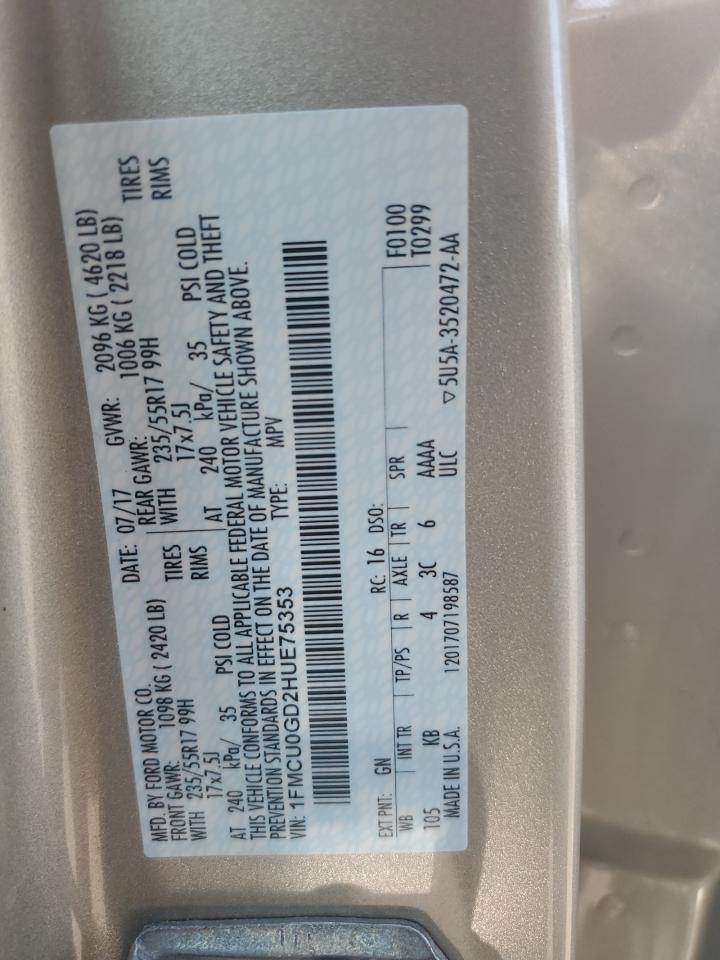 MFD. BY FORD MOTOR CO.
DATE: 07/17 GVWR: 2096 KG ( 4620 LB)
FRONT GAWR: 1098 KG ( 2420 LB)
REAR GAWR: 1006 KG ( 2218 LB)
WITH 235/55R17 99H TIRES
WITH 235/55R17 99H TIRES
17x7.5J RIMS
17x7.5J RIMS
AT 240 kPa/ 35 PSI COLD
AT 240 kPa/ 35 PSI COLD
THIS VEHICLE CONFORMS TO ALL APPLICABLE FEDERAL MOTOR VEHICLE SAFETY AND THEFT
PREVENTION STANDARDS IN EFFECT ON THE DATE OF MANUFACTURE SHOWN ABOVE.
VIN: 1FMCU0GD2HUE75353 TYPE: MPV
EXT PNT: GN RC: 16 DSO: F0100
WB INT TR TP/PS R AXLE TR SPR T0299
105 KB 4 3C 6 AAAA
MADE IN U.S.A. 1201707198587 ULC ▽5U5A-3520472-AA